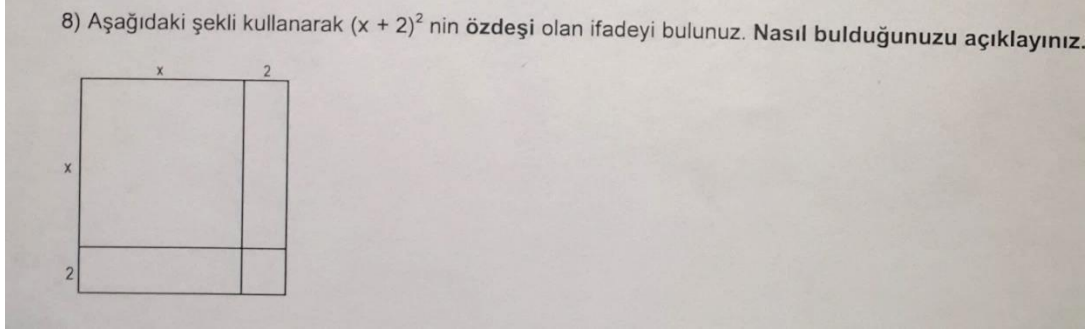 8) Aşağıdaki şekli kullanarak (x + 2)² nin özdeşi olan ifadeyi bulunuz. Nasıl bulduğunuzu açıklayınız.
x 2
x
2